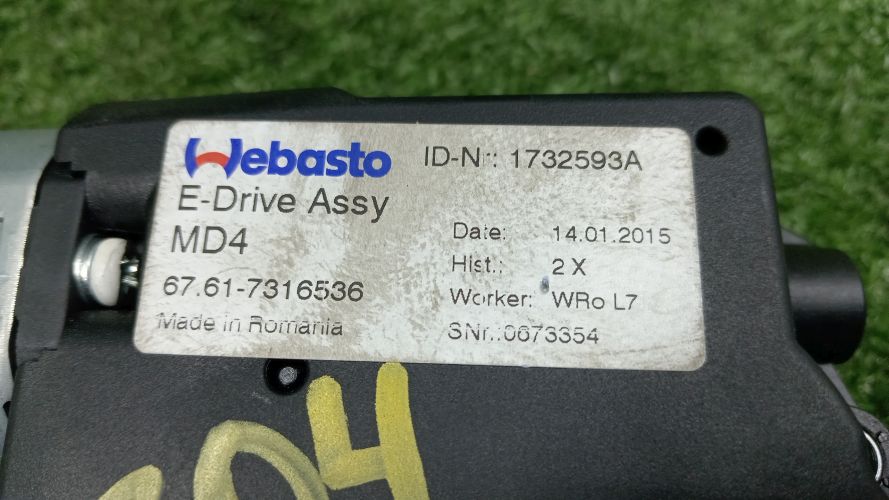 Webasto
E-Drive Assy
MD4
67.61-7316536
Made in Romania
ID-Nr: 1732593A
Date: 14.01.2015
Hist.: 2 X
Worker: WRo L7
SNr.:0673354